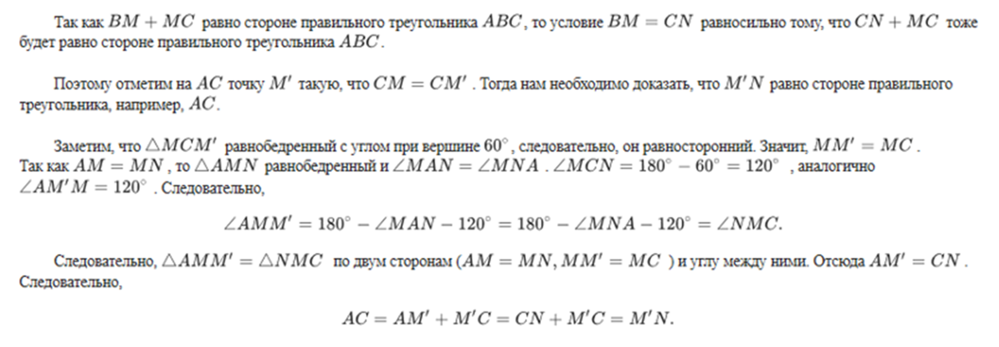 Так как BM + MC равно стороне правильного треугольника ABC, то условие BM = CN равносильно тому, что CN + MC тоже
будет равно стороне правильного треугольника ABC.
Поэтому отметим на AC точку M′ такую, что CM = CM′ . Тогда нам необходимо доказать, что M′N равно стороне правильного
треугольника, например, AC.
Заметим, что △MCM′ равнобедренный с углом при вершине 60°, следовательно, он равносторонний. Значит, MM′ = MC .
Так как AM = MN , то △AMN равнобедренный и ∠MAN = ∠MNA . ∠MCN = 180° − 60° = 120° , аналогично
∠AM′M = 120° . Следовательно,
∠AMM′ = 180° − ∠MAN − 120° = 180° − ∠MNA − 120° = ∠NMC.
Следовательно, △AMM′ = △NMC по двум сторонам (AM = MN, MM′ = MC ) и углу между ними. Отсюда AM′ = CN .
Следовательно,
AC = AM′ + M′C = CN + M′C = M′N.